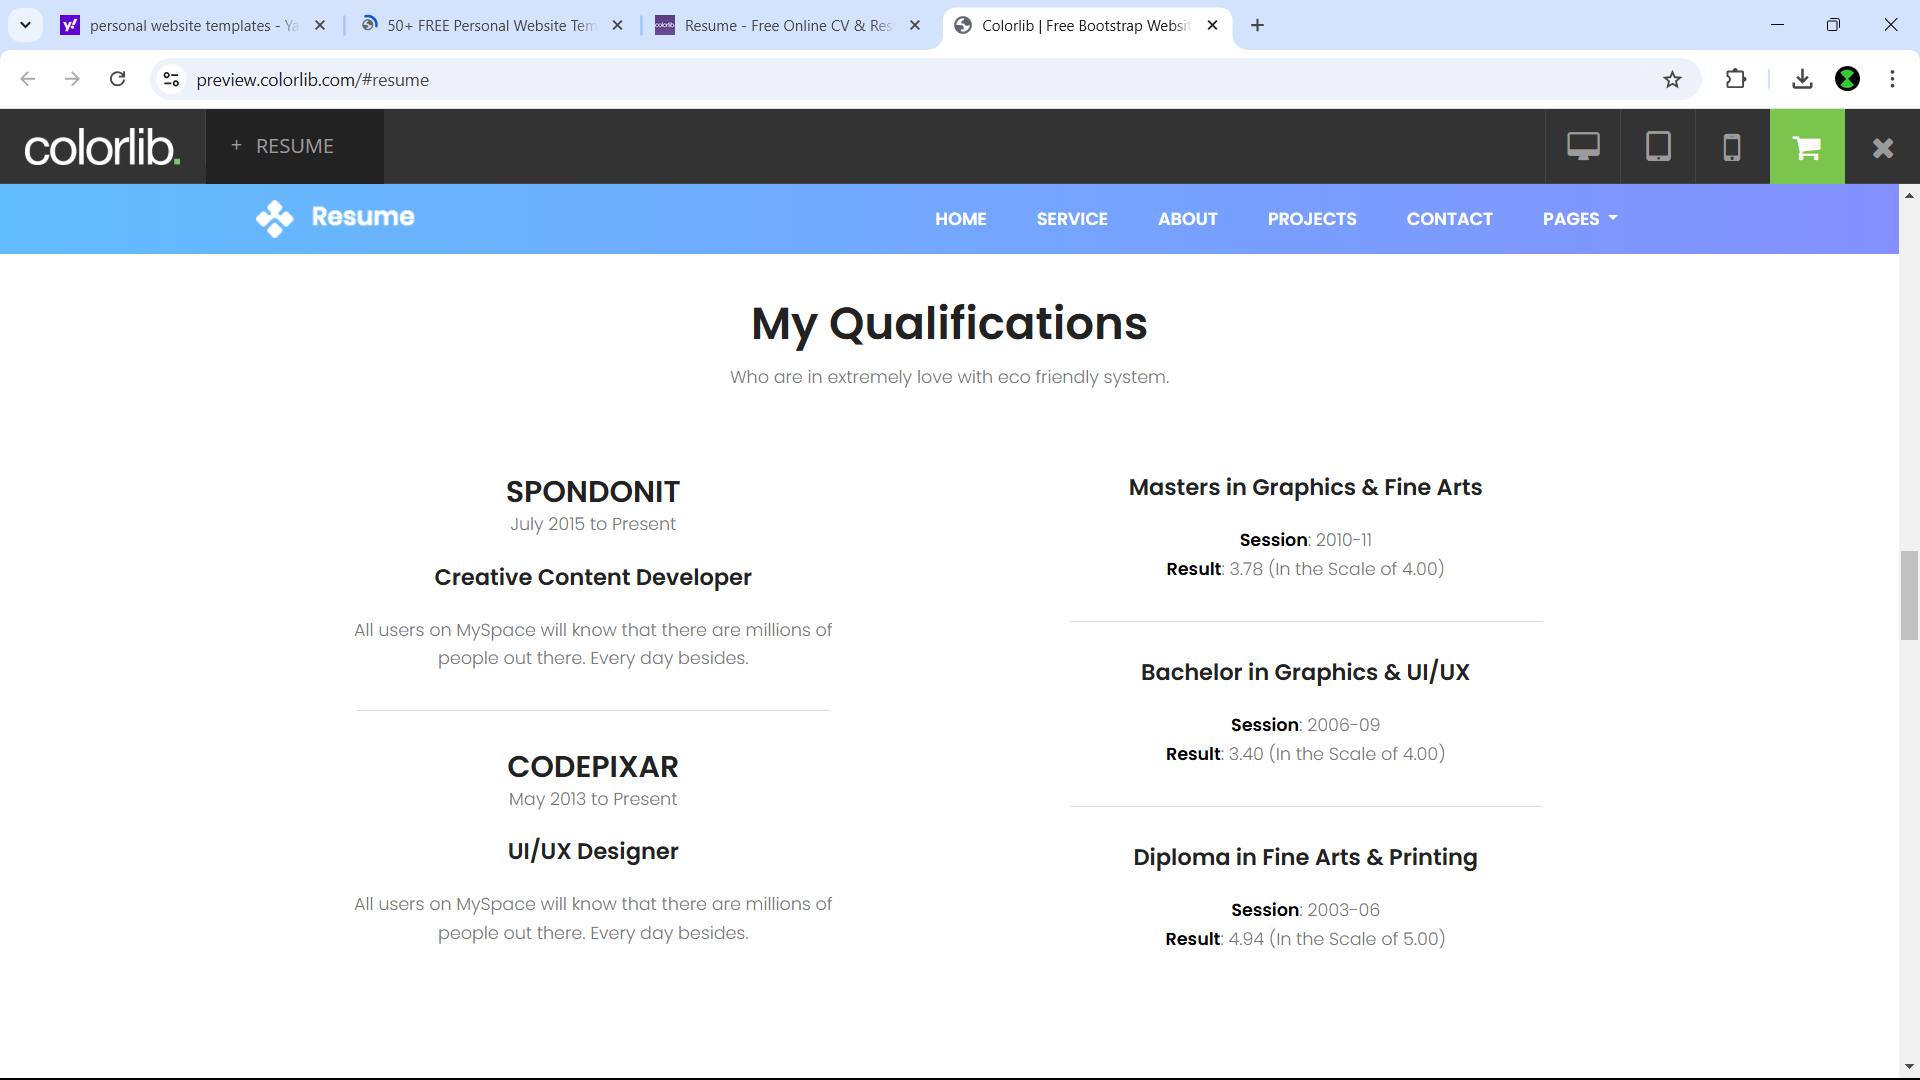 personal website templates - Ya
50+ FREE Personal Website Tem
Resume - Free Online CV & Res
Colorlib | Free Bootstrap Websit
preview.colorlib.com/#resume
colorlib.
+ RESUME
Resume
HOME
SERVICE
ABOUT
PROJECTS
CONTACT
PAGES
My Qualifications
Who are in extremely love with eco friendly system.
SPONDONIT
July 2015 to Present
Creative Content Developer
All users on MySpace will know that there are millions of
people out there. Every day besides.
CODEPIXAR
May 2013 to Present
UI/UX Designer
All users on MySpace will know that there are millions of
people out there. Every day besides.
Masters in Graphics & Fine Arts
Session: 2010-11
Result: 3.78 (In the Scale of 4.00)
Bachelor in Graphics & UI/UX
Session: 2006-09
Result: 3.40 (In the Scale of 4.00)
Diploma in Fine Arts & Printing
Session: 2003-06
Result: 4.94 (In the Scale of 5.00)